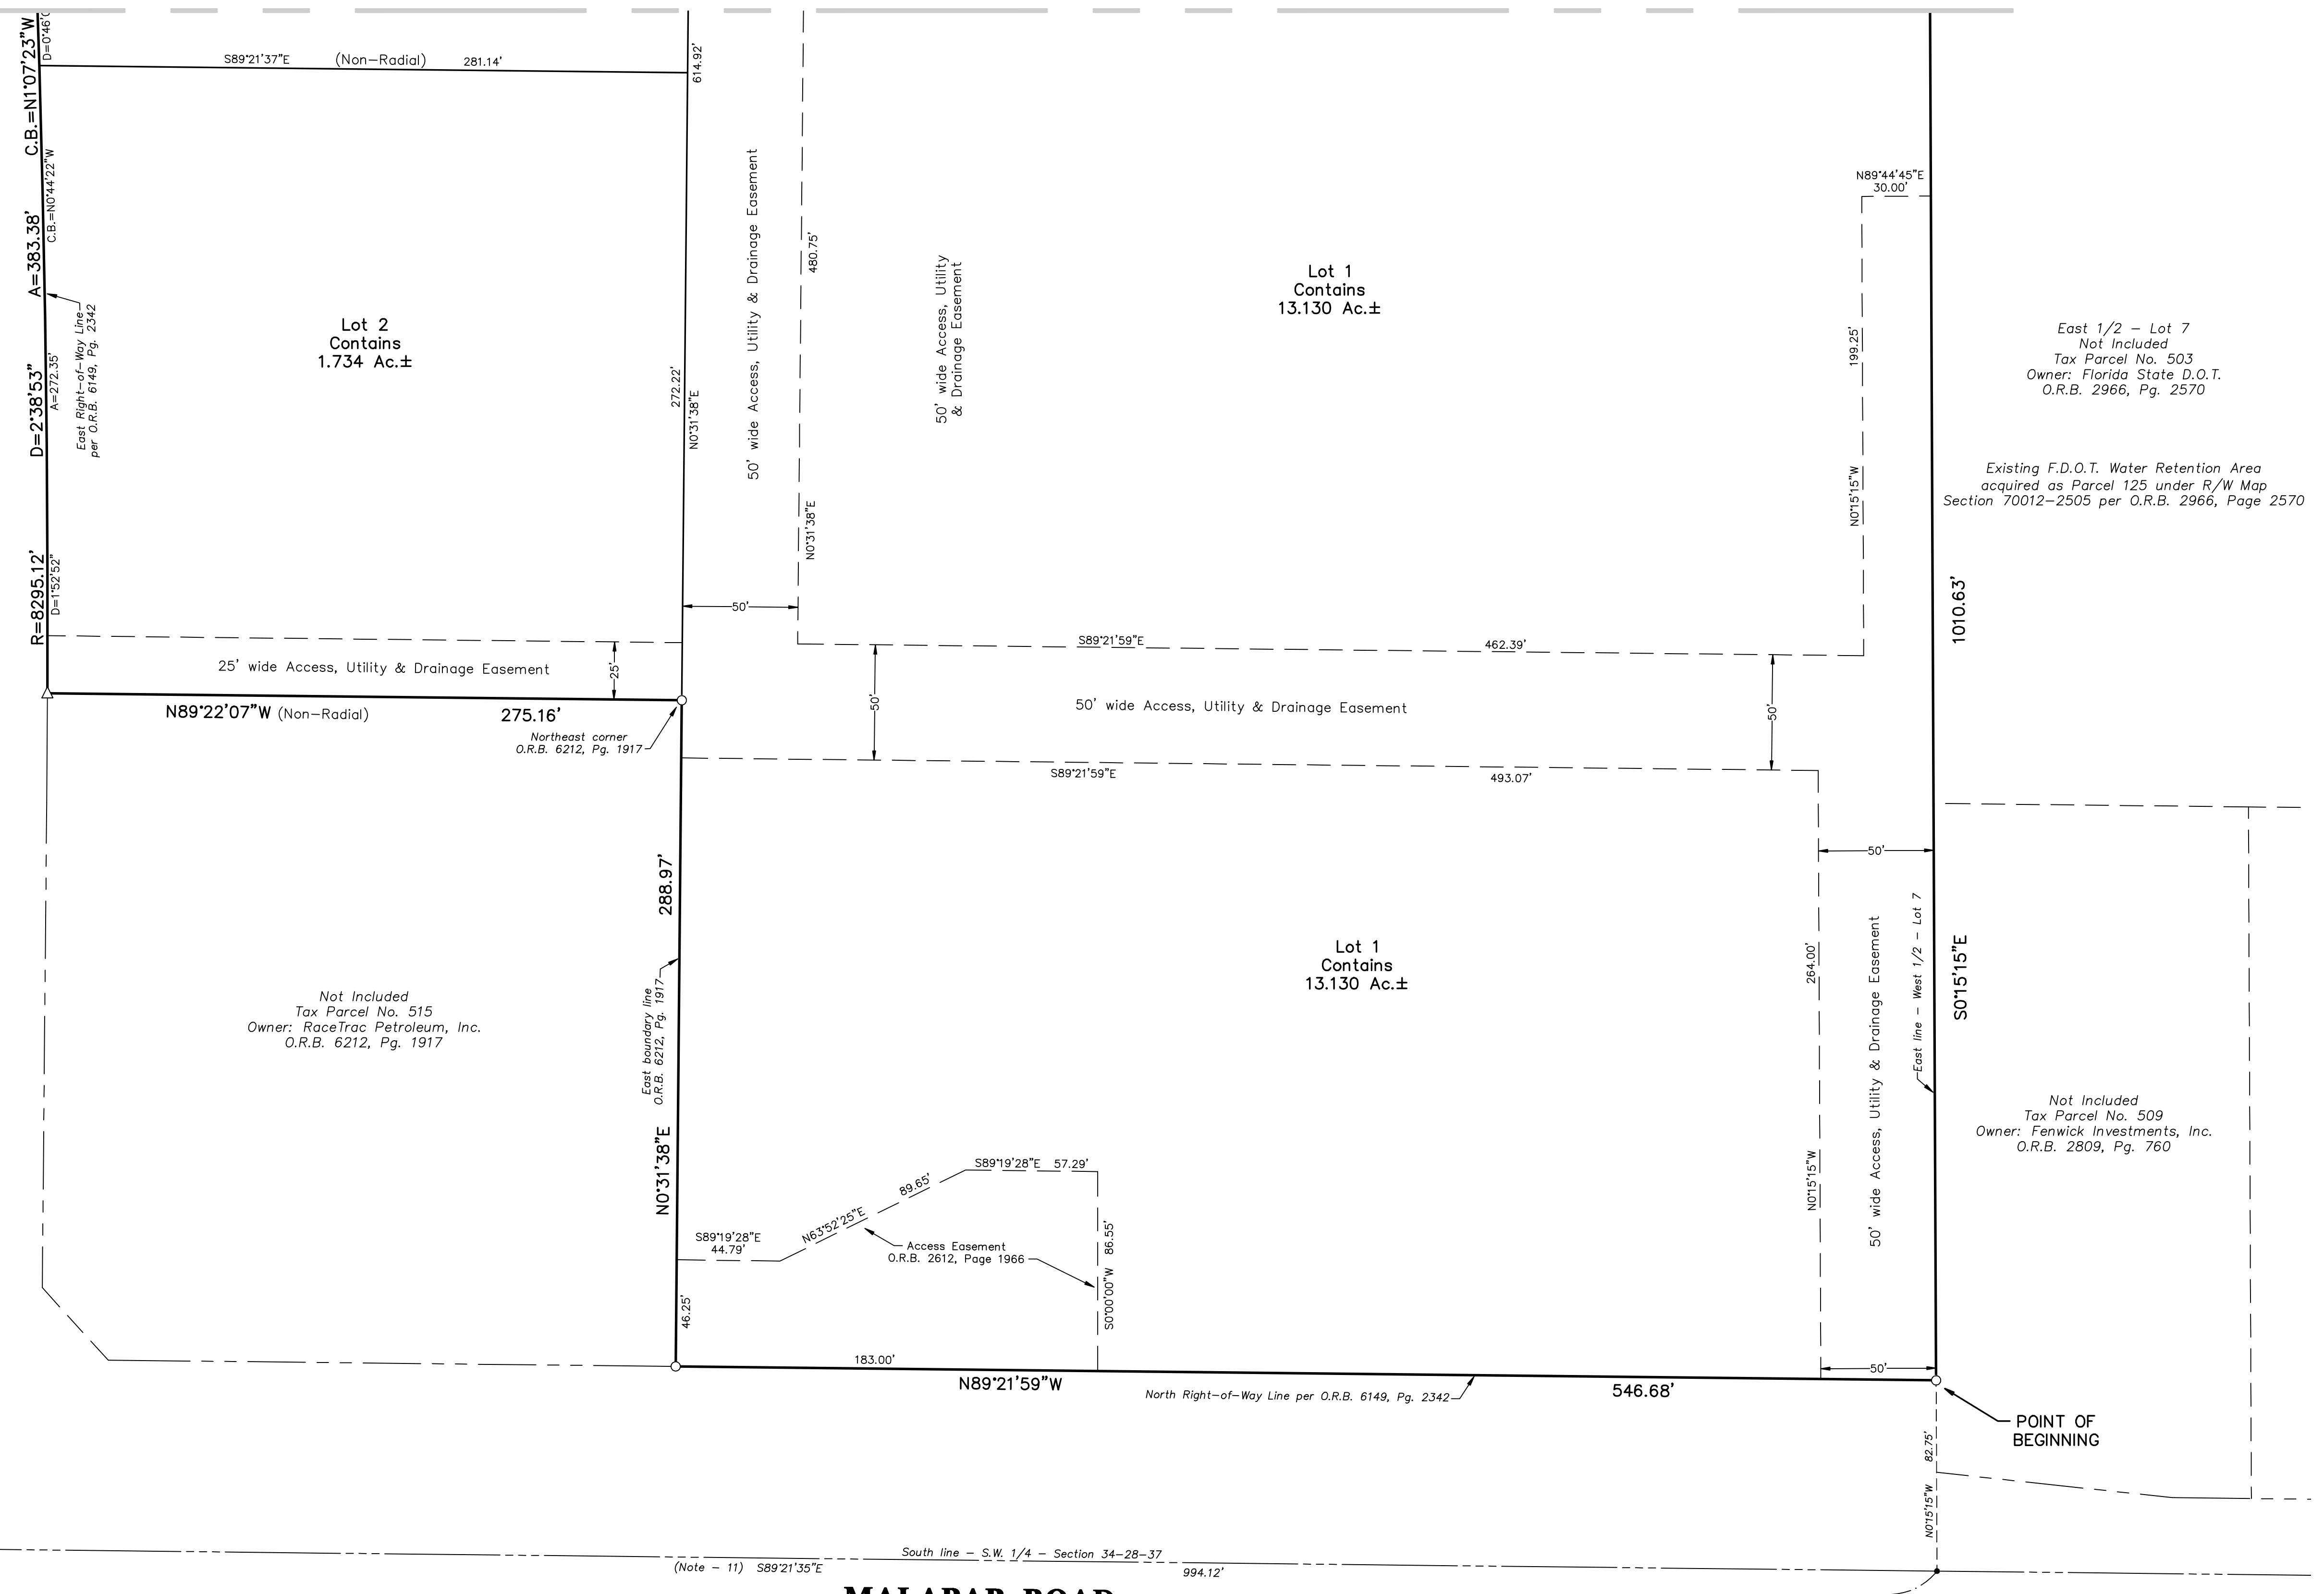 C.B.=N1°07'23"W
A=383.38'
D=2°38'53"
R=8295.12'
C.B.=N0°44'22"W
A=272.35'
D=1°52'52"
East Right-of-Way Line
per O.R.B. 6149, Pg. 2342
S89°21'37"E (Non-Radial) 281.14'
614.92'
Lot 2
Contains
1.734 Ac.±
272.22'
N0°31'38"E
50' wide Access, Utility & Drainage Easement
480.75'
N0°31'38"E
50' wide Access, Utility
& Drainage Easement
Lot 1
Contains
13.130 Ac.±
N89°44'45"E
30.00'
199.25'
N0°15'15"W
East 1/2 - Lot 7
Not Included
Tax Parcel No. 503
Owner: Florida State D.O.T.
O.R.B. 2966, Pg. 2570
Existing F.D.O.T. Water Retention Area
acquired as Parcel 125 under R/W Map
Section 70012-2505 per O.R.B. 2966, Page 2570
1010.63'
S0°15'15"E
50'
S89°21'59"E 462.39'
25' wide Access, Utility & Drainage Easement
25'
N89°22'07"W (Non-Radial) 275.16'
Northeast corner
O.R.B. 6212, Pg. 1917
50'
50' wide Access, Utility & Drainage Easement
50'
S89°21'59"E 493.07'
288.97'
East boundary line
O.R.B. 6212, Pg. 1917
N0°31'38"E
50'
264.00'
N0°15'15"W
50' wide Access, Utility & Drainage Easement
East line - West 1/2 - Lot 7
Lot 1
Contains
13.130 Ac.±
Not Included
Tax Parcel No. 515
Owner: RaceTrac Petroleum, Inc.
O.R.B. 6212, Pg. 1917
Not Included
Tax Parcel No. 509
Owner: Fenwick Investments, Inc.
O.R.B. 2809, Pg. 760
S89°19'28"E 57.29'
N63°52'25"E 89.65'
S89°19'28"E
44.79'
Access Easement
O.R.B. 2612, Page 1966
S0°00'00"W 86.55'
46.25'
183.00'
50'
N89°21'59"W 546.68'
North Right-of-Way Line per O.R.B. 6149, Pg. 2342
POINT OF
BEGINNING
82.75'
N0°15'15"W
South line - S.W. 1/4 - Section 34-28-37
(Note - 11) S89°21'35"E 994.12'
MALABAR ROAD